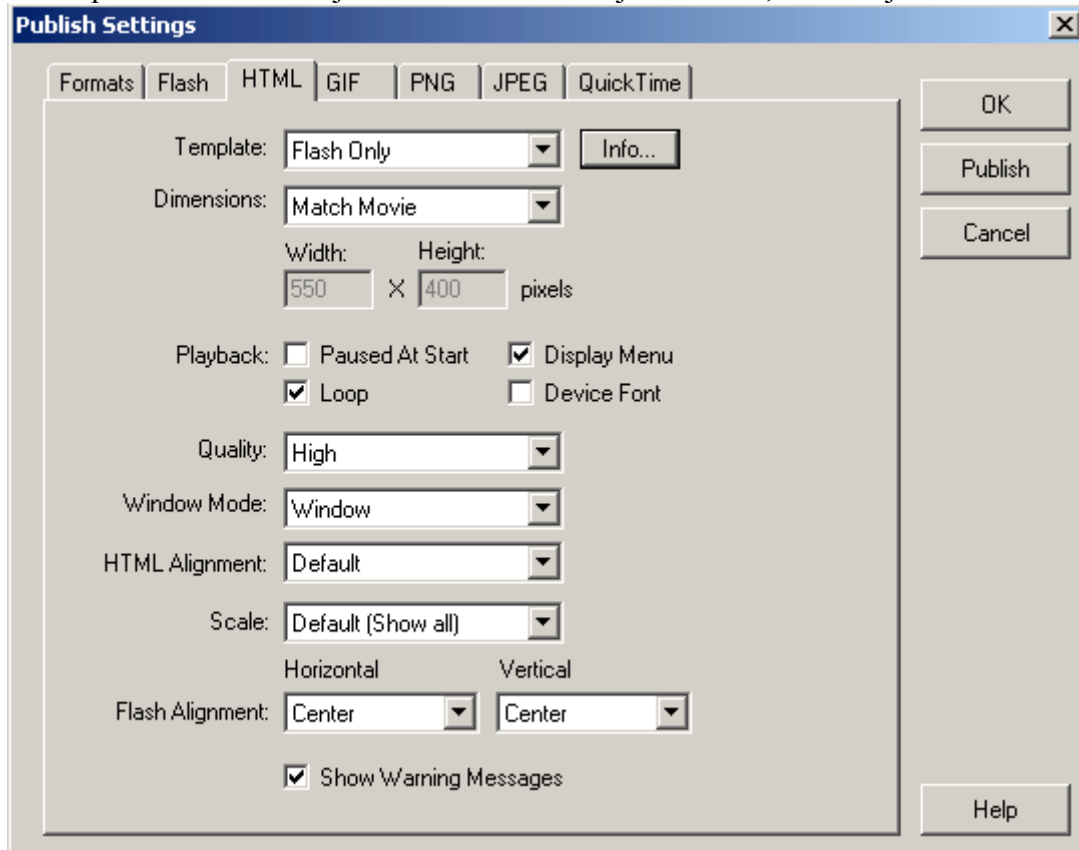 Publish Settings
Formats Flash HTML GIF PNG JPEG QuickTime
OK
Template: Flash Only Info...
Publish
Dimensions: Match Movie
Cancel
Width: Height:
550 X 400 pixels
Playback: Paused At Start Display Menu
Loop Device Font
Quality: High
Window Mode: Window
HTML Alignment: Default
Scale: Default (Show all)
Horizontal Vertical
Flash Alignment: Center Center
Show Warning Messages
Help